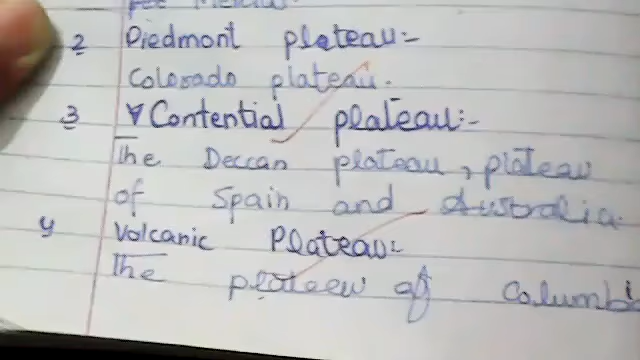 2 Piedmont plateau:-
Colorado plateau.
3 Contential plateau:-
The Deccan plateau, plateau
of Spain and Australia.
4 Volcanic Plateau:-
The plateau of Columb